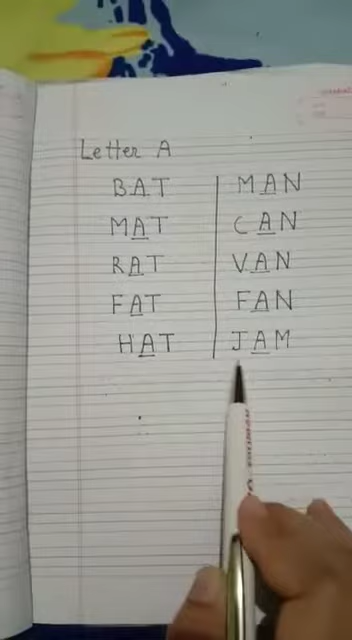 Letter A
BAT MAN
MAT CAN
RAT VAN
FAT FAN
HAT JAM